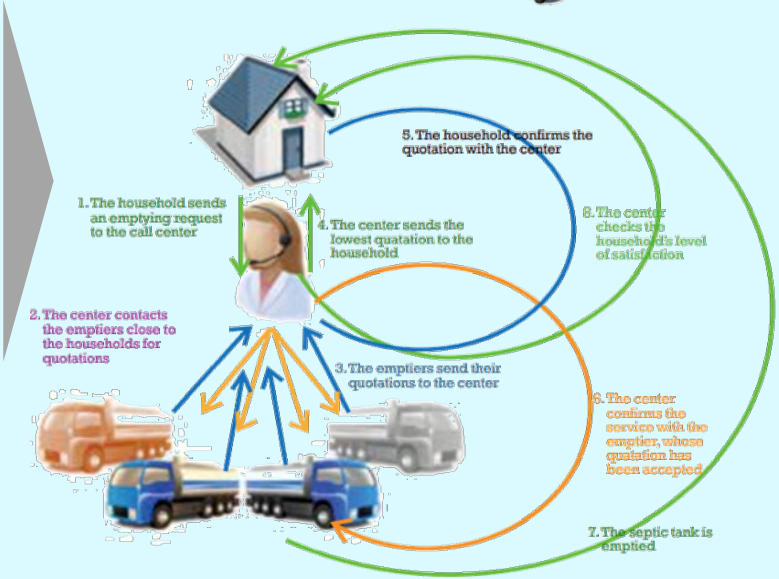 1. The household sends
an emptying request
to the call center
2. The center contacts
the emptiers close to
the households for
quotations
3. The emptiers send their
quotations to the center
4. The center sends the
lowest quatation to the
household
5. The household confirms the
quotation with the center
6. The center
confirms the
service with the
emptier, whose
quatation has
been accepted
7. The septic tank is
emptied
8. The center
checks the
household's level
of satisfaction